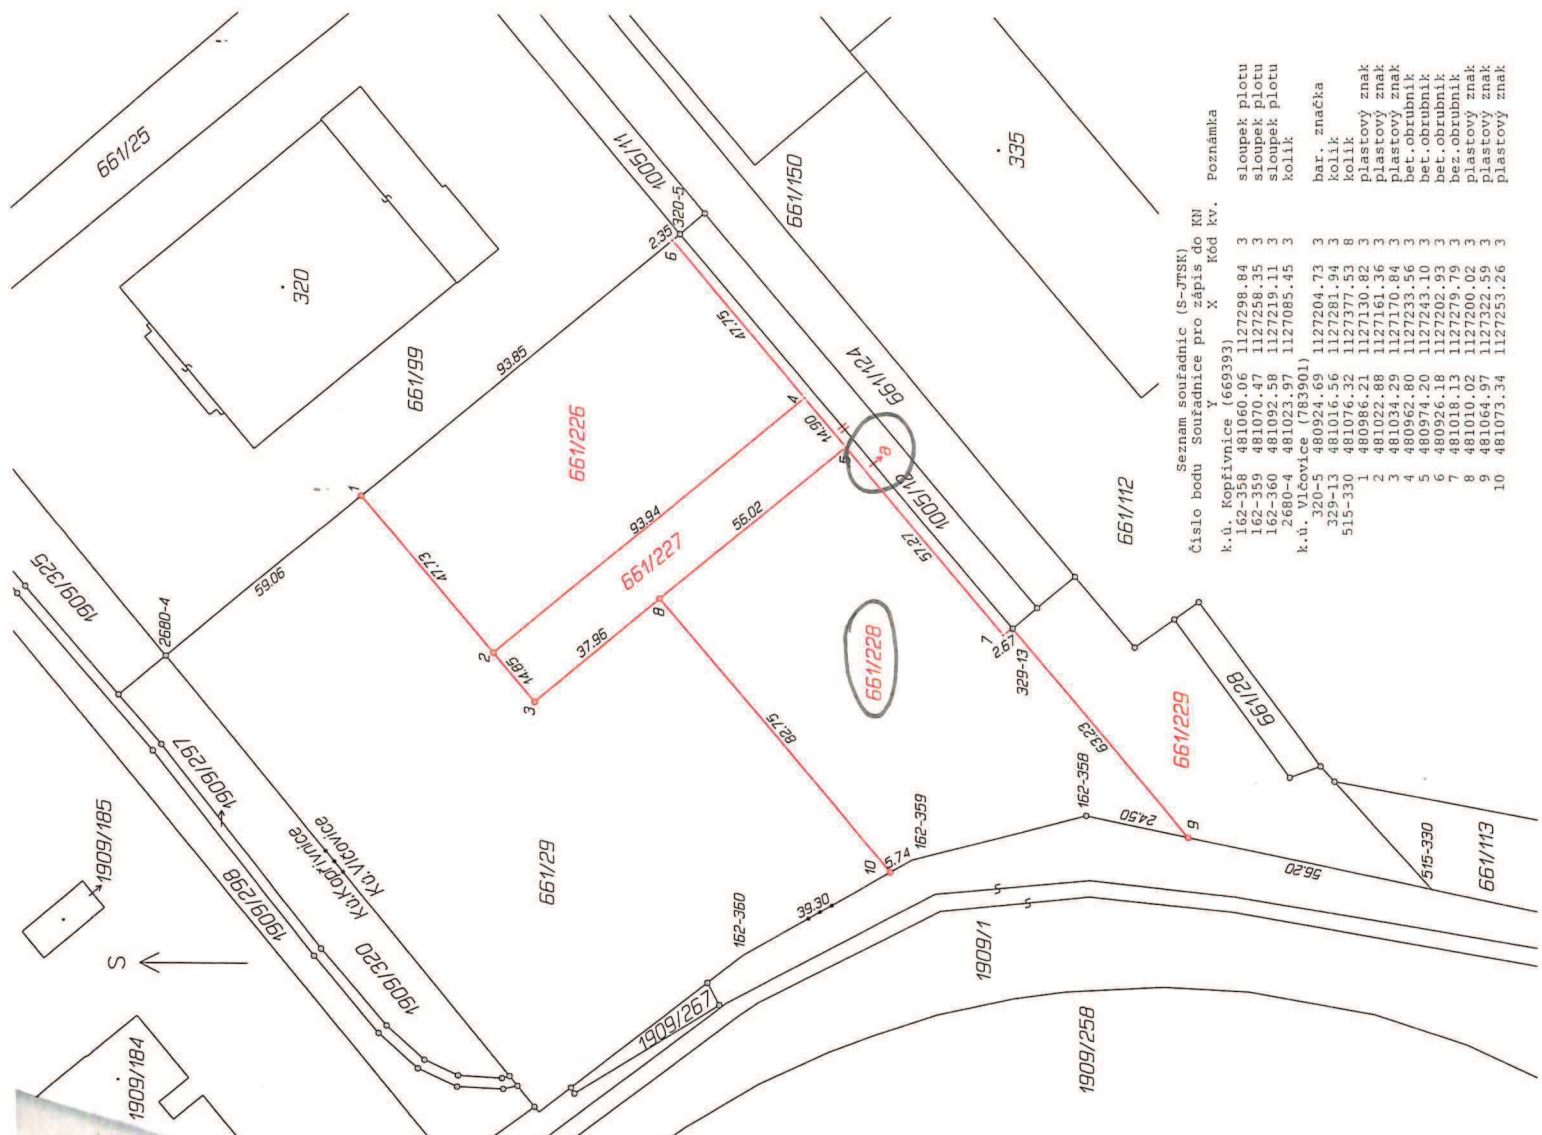 661/25
320
661/99
1005/11
320-5
2.35
6
93.85
661/150
335
47.75
661/226
1
661/124
4
14.90
5
"a"
1005/12
93.94
56.02
661/227
47.73
59.06
1909/325
2680-4
2
14.85
3
37.96
8
57.27
661/112
661/228
7
2.67
329-13
82.75
63.23
661/28
661/229
1909/297
1909/185
k.ú.Kopřivnice
k.ú.Vlčovice
661/29
1909/298
S
1909/320
10
5.74
162-359
162-358
24.50
9
56.20
515-330
661/113
162-360
39.30
1909/1
1909/267
1909/184
1909/258
Seznam souřadnic (S-JTSK)
Číslo bodu Souřadnice pro zápis do KN
Y X Kód kv. Poznámka
k.ú. Kopřivnice (669393)
162-358 481060.06 1127298.84 3 sloupek plotu
162-359 481070.47 1127258.35 3 sloupek plotu
162-360 481092.58 1127219.11 3 sloupek plotu
2680-4 481023.97 1127085.45 3 kolík
k.ú. Vlčovice (783901)
320-5 480924.69 1127204.73 3 bar. značka
329-13 481016.56 1127281.94 3 kolík
515-330 481076.32 1127377.53 8 kolík
1 480986.21 1127130.82 3 plastový znak
2 481022.88 1127161.36 3 plastový znak
3 481034.29 1127170.84 3 plastový znak
4 480962.80 1127233.56 3 bet.obrubník
5 480974.20 1127243.10 3 bet.obrubník
6 480926.18 1127202.93 3 bet.obrubník
7 481018.13 1127279.79 3 bez.obrubník
8 481010.02 1127200.02 3 plastový znak
9 481064.97 1127322.59 3 plastový znak
10 481073.34 1127253.26 3 plastový znak